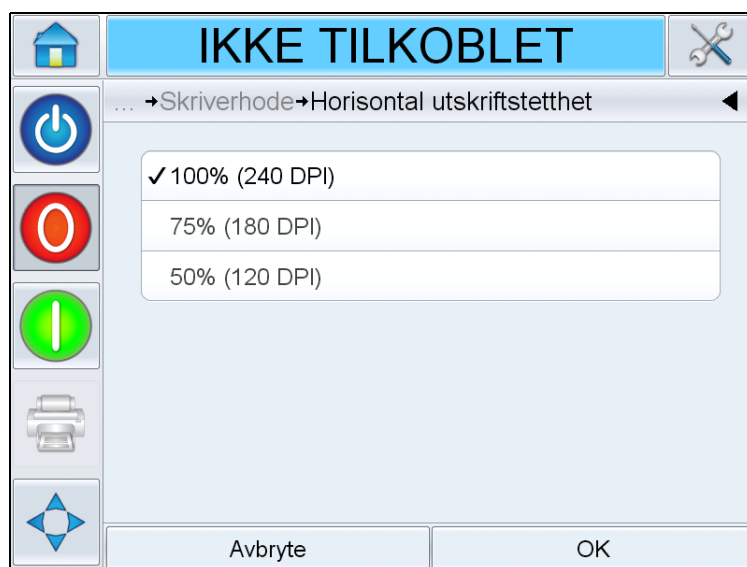 IKKE TILKOBLET
... →Skriverhode→Horisontal utskriftstetthet
✓100% (240 DPI)
75% (180 DPI)
50% (120 DPI)
Avbryte
OK